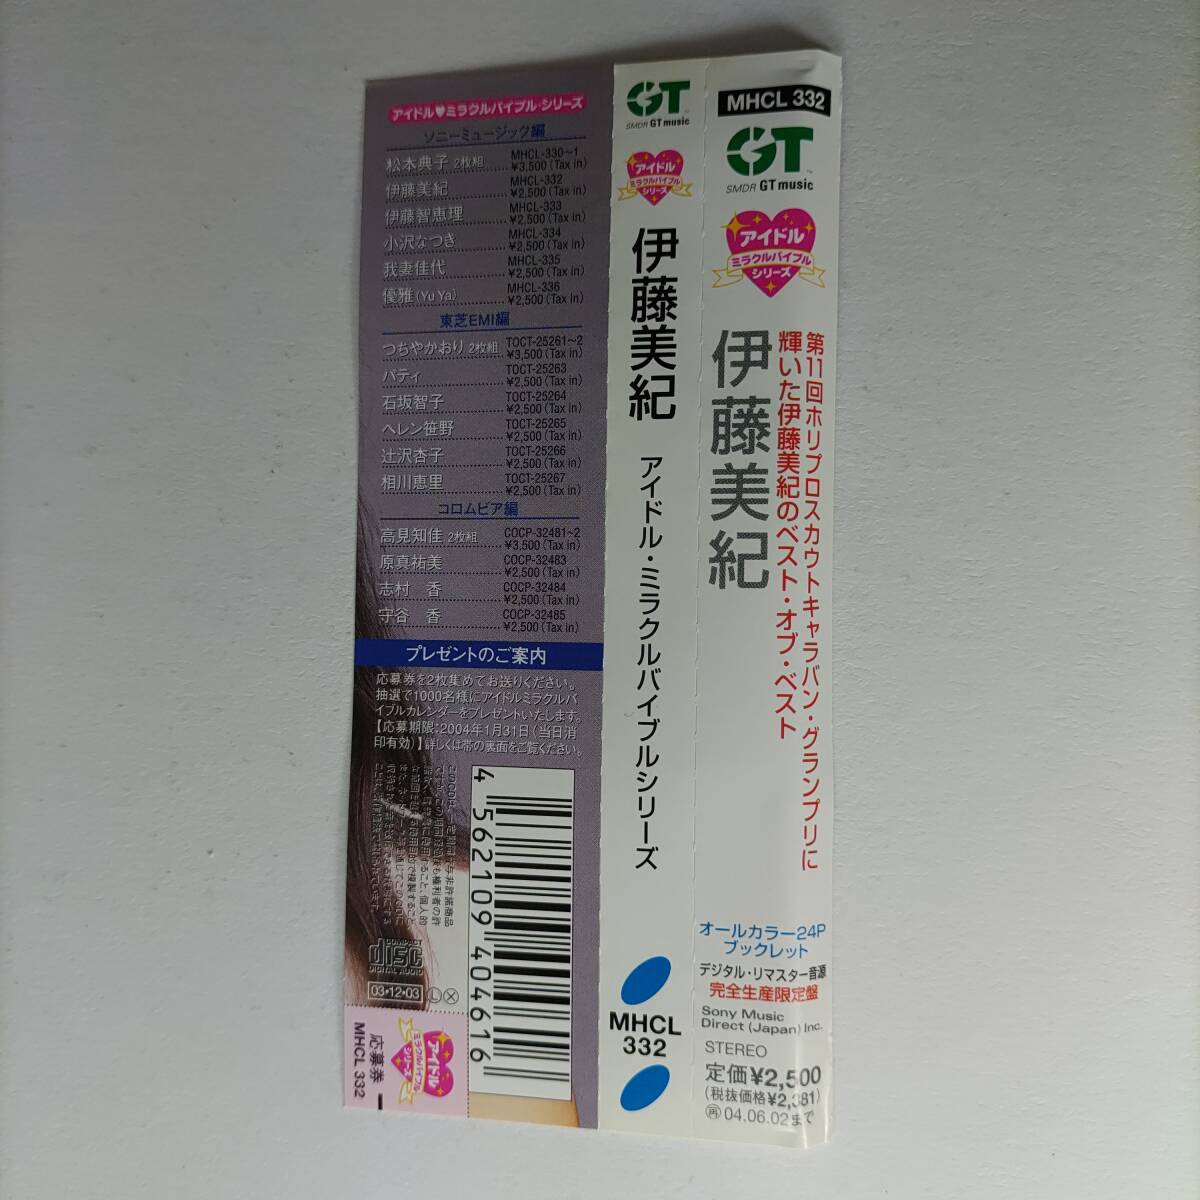 アイドル♥ミラクルバイブル・シリーズ
ソニーミュージック編
松本典子 2枚組 MHCL-330〜1 ¥3,500(Tax in)
伊藤美紀 MHCL-332 ¥2,500(Tax in)
伊藤智恵理 MHCL-333 ¥2,500(Tax in)
小沢なつき MHCL-334 ¥2,500(Tax in)
我妻佳代 MHCL-335 ¥2,500(Tax in)
優雅(Yu Ya) MHCL-336 ¥2,500(Tax in)
東芝EMI編
つちやかおり 2枚組 TOCT-25261〜2 ¥3,500(Tax in)
パティ TOCT-25263 ¥2,500(Tax in)
石坂智子 TOCT-25264 ¥2,500(Tax in)
ヘレン笹野 TOCT-25265 ¥2,500(Tax in)
辻沢杏子 TOCT-25266 ¥2,500(Tax in)
相川恵里 TOCT-25267 ¥2,500(Tax in)
コロムビア編
高見知佳 2枚組 COCP-32481〜2 ¥3,500(Tax in)
原真祐美 COCP-32483 ¥2,500(Tax in)
志村 香 COCP-32484 ¥2,500(Tax in)
守谷 香 COCP-32485 ¥2,500(Tax in)
プレゼントのご案内
応募券を2枚集めてお送りください。
抽選で1000名様にアイドルミラクルバ
イブルカレンダーをプレゼントいたします。
【応募期限:2004年1月31日(当日消
印有効)】詳しくは帯の裏面をご覧ください。
4 562109 404616
COMPACT
disc
DIGITAL AUDIO
03・12・03 Ⓛ Ⓧ
アイドル
ミラクルバイブル
シリーズ
応募券
MHCL 332
GT
SMDR GT music
アイドル
ミラクルバイブル
シリーズ
伊藤美紀
アイドル・ミラクルバイブルシリーズ
MHCL
332
MHCL 332
GT
SMDR GT music
アイドル
ミラクルバイブル
シリーズ
第11回ホリプロスカウトキャラバン・グランプリに
輝いた伊藤美紀のベスト・オブ・ベスト
伊藤美紀
オールカラー24P
ブックレット
デジタル・リマスター音源
完全生産限定盤
Sony Music
Direct (Japan) Inc.
STEREO
定価¥2,500
(税抜価格¥2,381)
㊢04.06.02まで